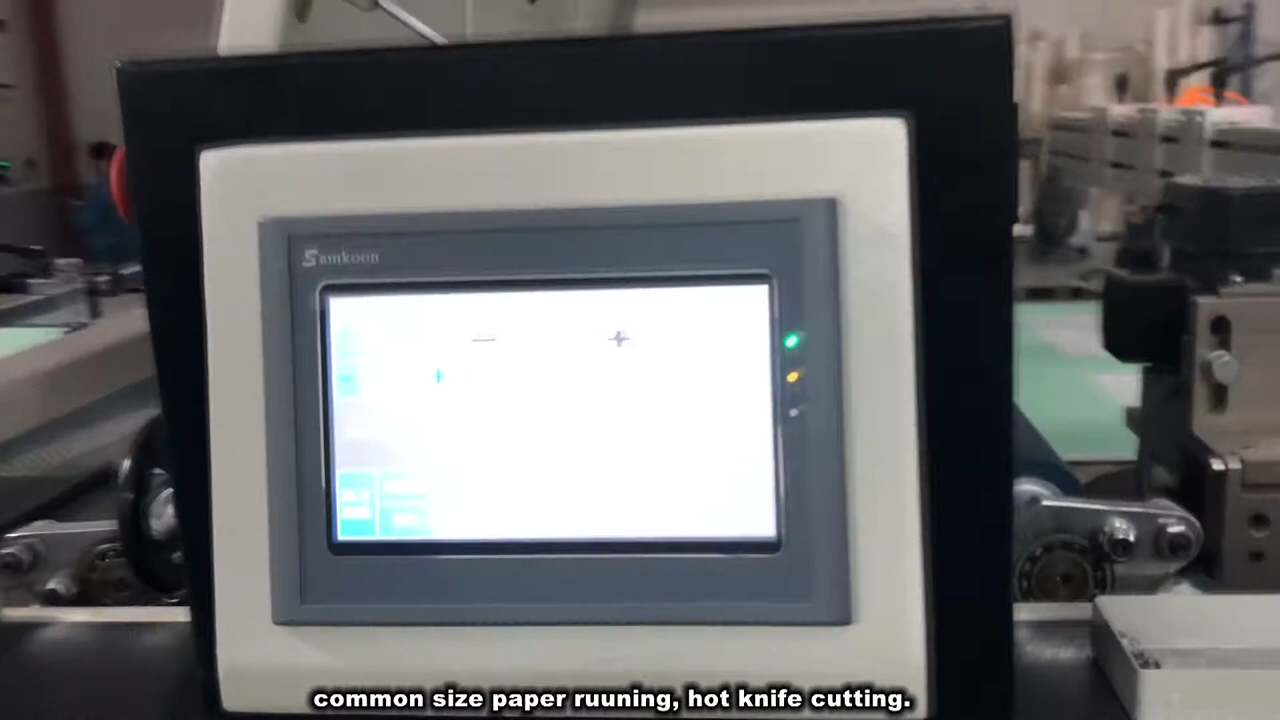 Samkoon
— +
+
common size paper ruuning, hot knife cutting.